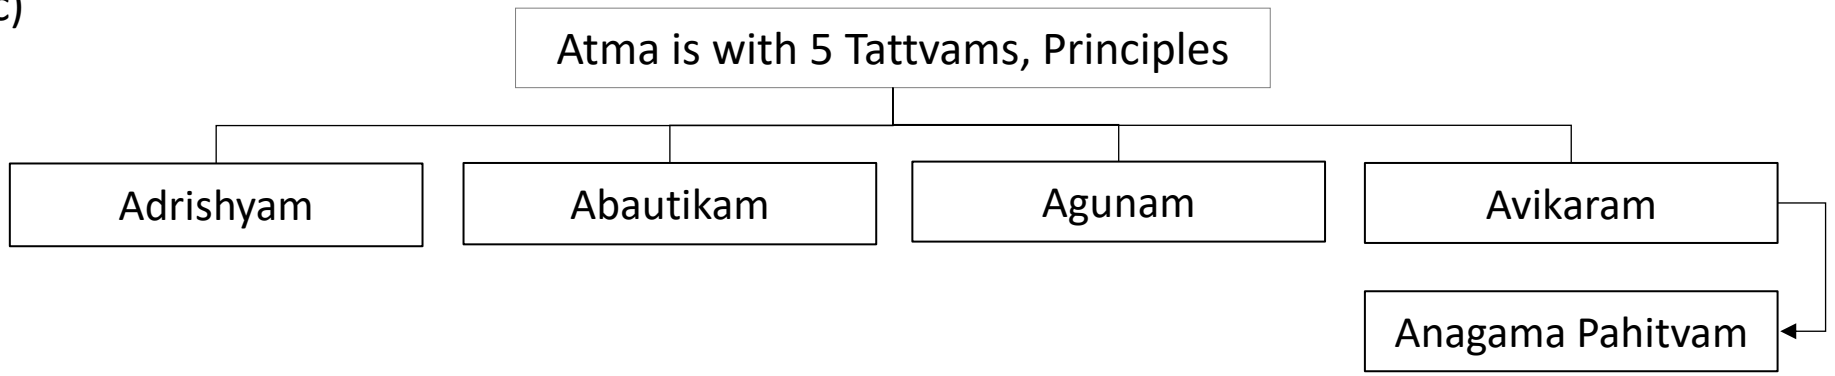 c)
Atma is with 5 Tattvams, Principles
Adrishyam
Abautikam
Agunam
Avikaram
Anagama Pahitvam